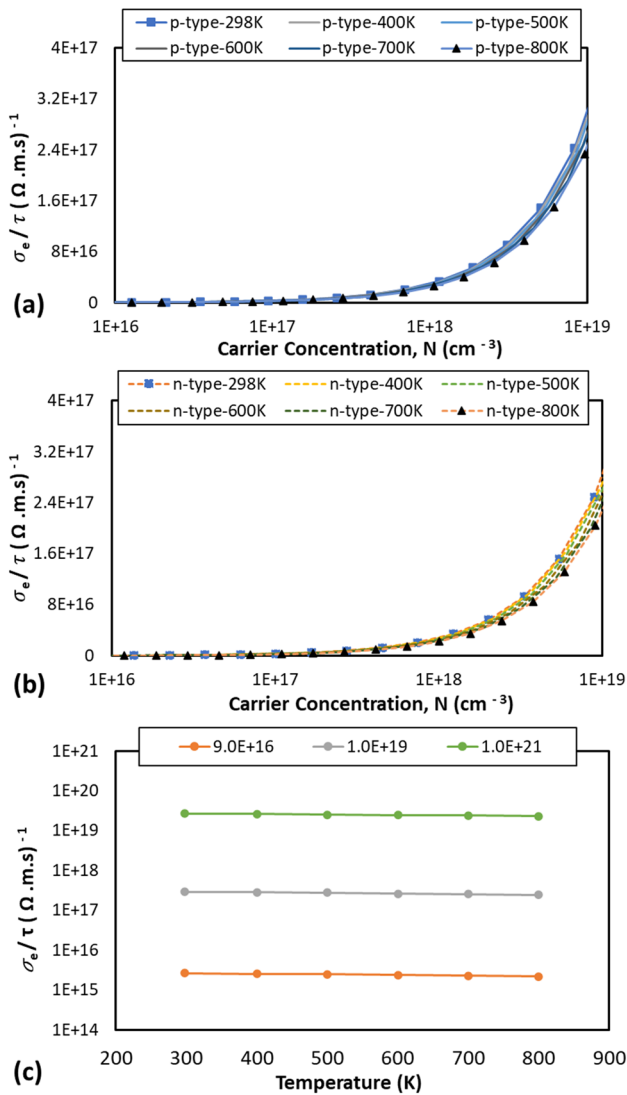 p-type-298K p-type-400K p-type-500K
p-type-600K p-type-700K p-type-800K
4E+17
3.2E+17
2.4E+17
1.6E+17
8E+16
0
σe/τ ( Ω .m.s) -1
(a)
1E+16 1E+17 1E+18 1E+19
Carrier Concentration, N (cm -3)
n-type-298K n-type-400K n-type-500K
n-type-600K n-type-700K n-type-800K
4E+17
3.2E+17
2.4E+17
1.6E+17
8E+16
0
σe/τ ( Ω .m.s) -1
(b)
1E+16 1E+17 1E+18 1E+19
Carrier Concentration, N (cm -3)
9.0E+16 1.0E+19 1.0E+21
1E+21
1E+20
1E+19
1E+18
1E+17
1E+16
1E+15
1E+14
σe/τ ( Ω .m.s) -1
200 300 400 500 600 700 800 900
(c)
Temperature (K)